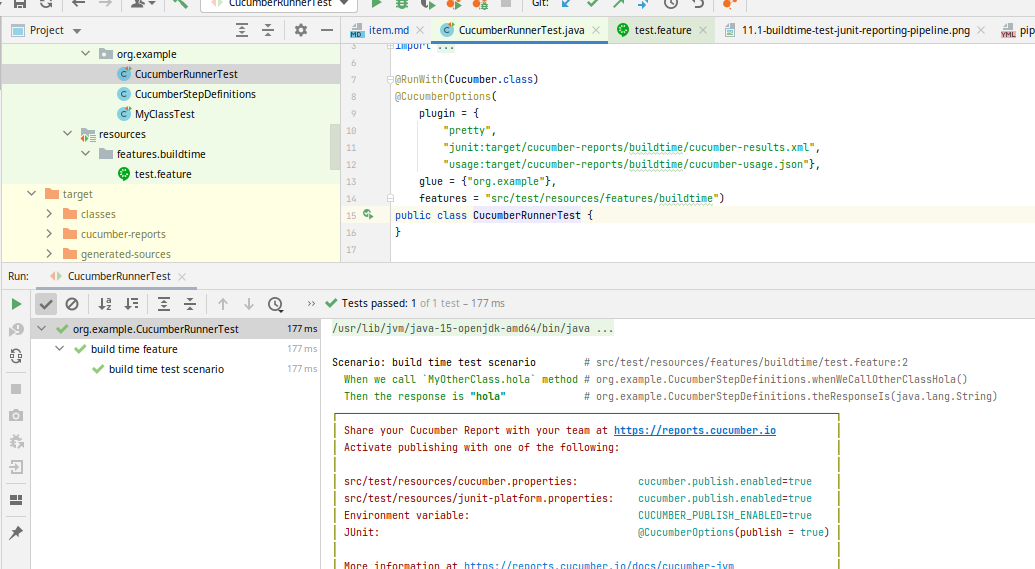 CucumberRunnerTest
Git:
Project
item.md
CucumberRunnerTest.java
test.feature
11.1-buildtime-test-junit-reporting-pipeline.png
org.example
CucumberRunnerTest
CucumberStepDefinitions
MyClassTest
resources
features.buildtime
test.feature
target
classes
cucumber-reports
generated-sources
3 import ...
6
7 @RunWith(Cucumber.class)
8 @CucumberOptions(
9 plugin = {
10 "pretty",
11 "junit:target/cucumber-reports/buildtime/cucumber-results.xml",
12 "usage:target/cucumber-reports/buildtime/cucumber-usage.json"},
13 glue = {"org.example"},
14 features = "src/test/resources/features/buildtime")
15 public class CucumberRunnerTest {
16 }
17
Run: CucumberRunnerTest
Tests passed: 1 of 1 test – 177 ms
org.example.CucumberRunnerTest 177 ms
build time feature 177 ms
build time test scenario 177 ms
/usr/lib/jvm/java-15-openjdk-amd64/bin/java ...
Scenario: build time test scenario # src/test/resources/features/buildtime/test.feature:2
When we call `MyOtherClass.hola` method # org.example.CucumberStepDefinitions.whenWeCallOtherClassHola()
Then the response is "hola" # org.example.CucumberStepDefinitions.theResponseIs(java.lang.String)
Share your Cucumber Report with your team at https://reports.cucumber.io
Activate publishing with one of the following:
src/test/resources/cucumber.properties: cucumber.publish.enabled=true
src/test/resources/junit-platform.properties: cucumber.publish.enabled=true
Environment variable: CUCUMBER_PUBLISH_ENABLED=true
JUnit: @CucumberOptions(publish = true)
More information at https://reports.cucumber.io/docs/cucumber-jvm